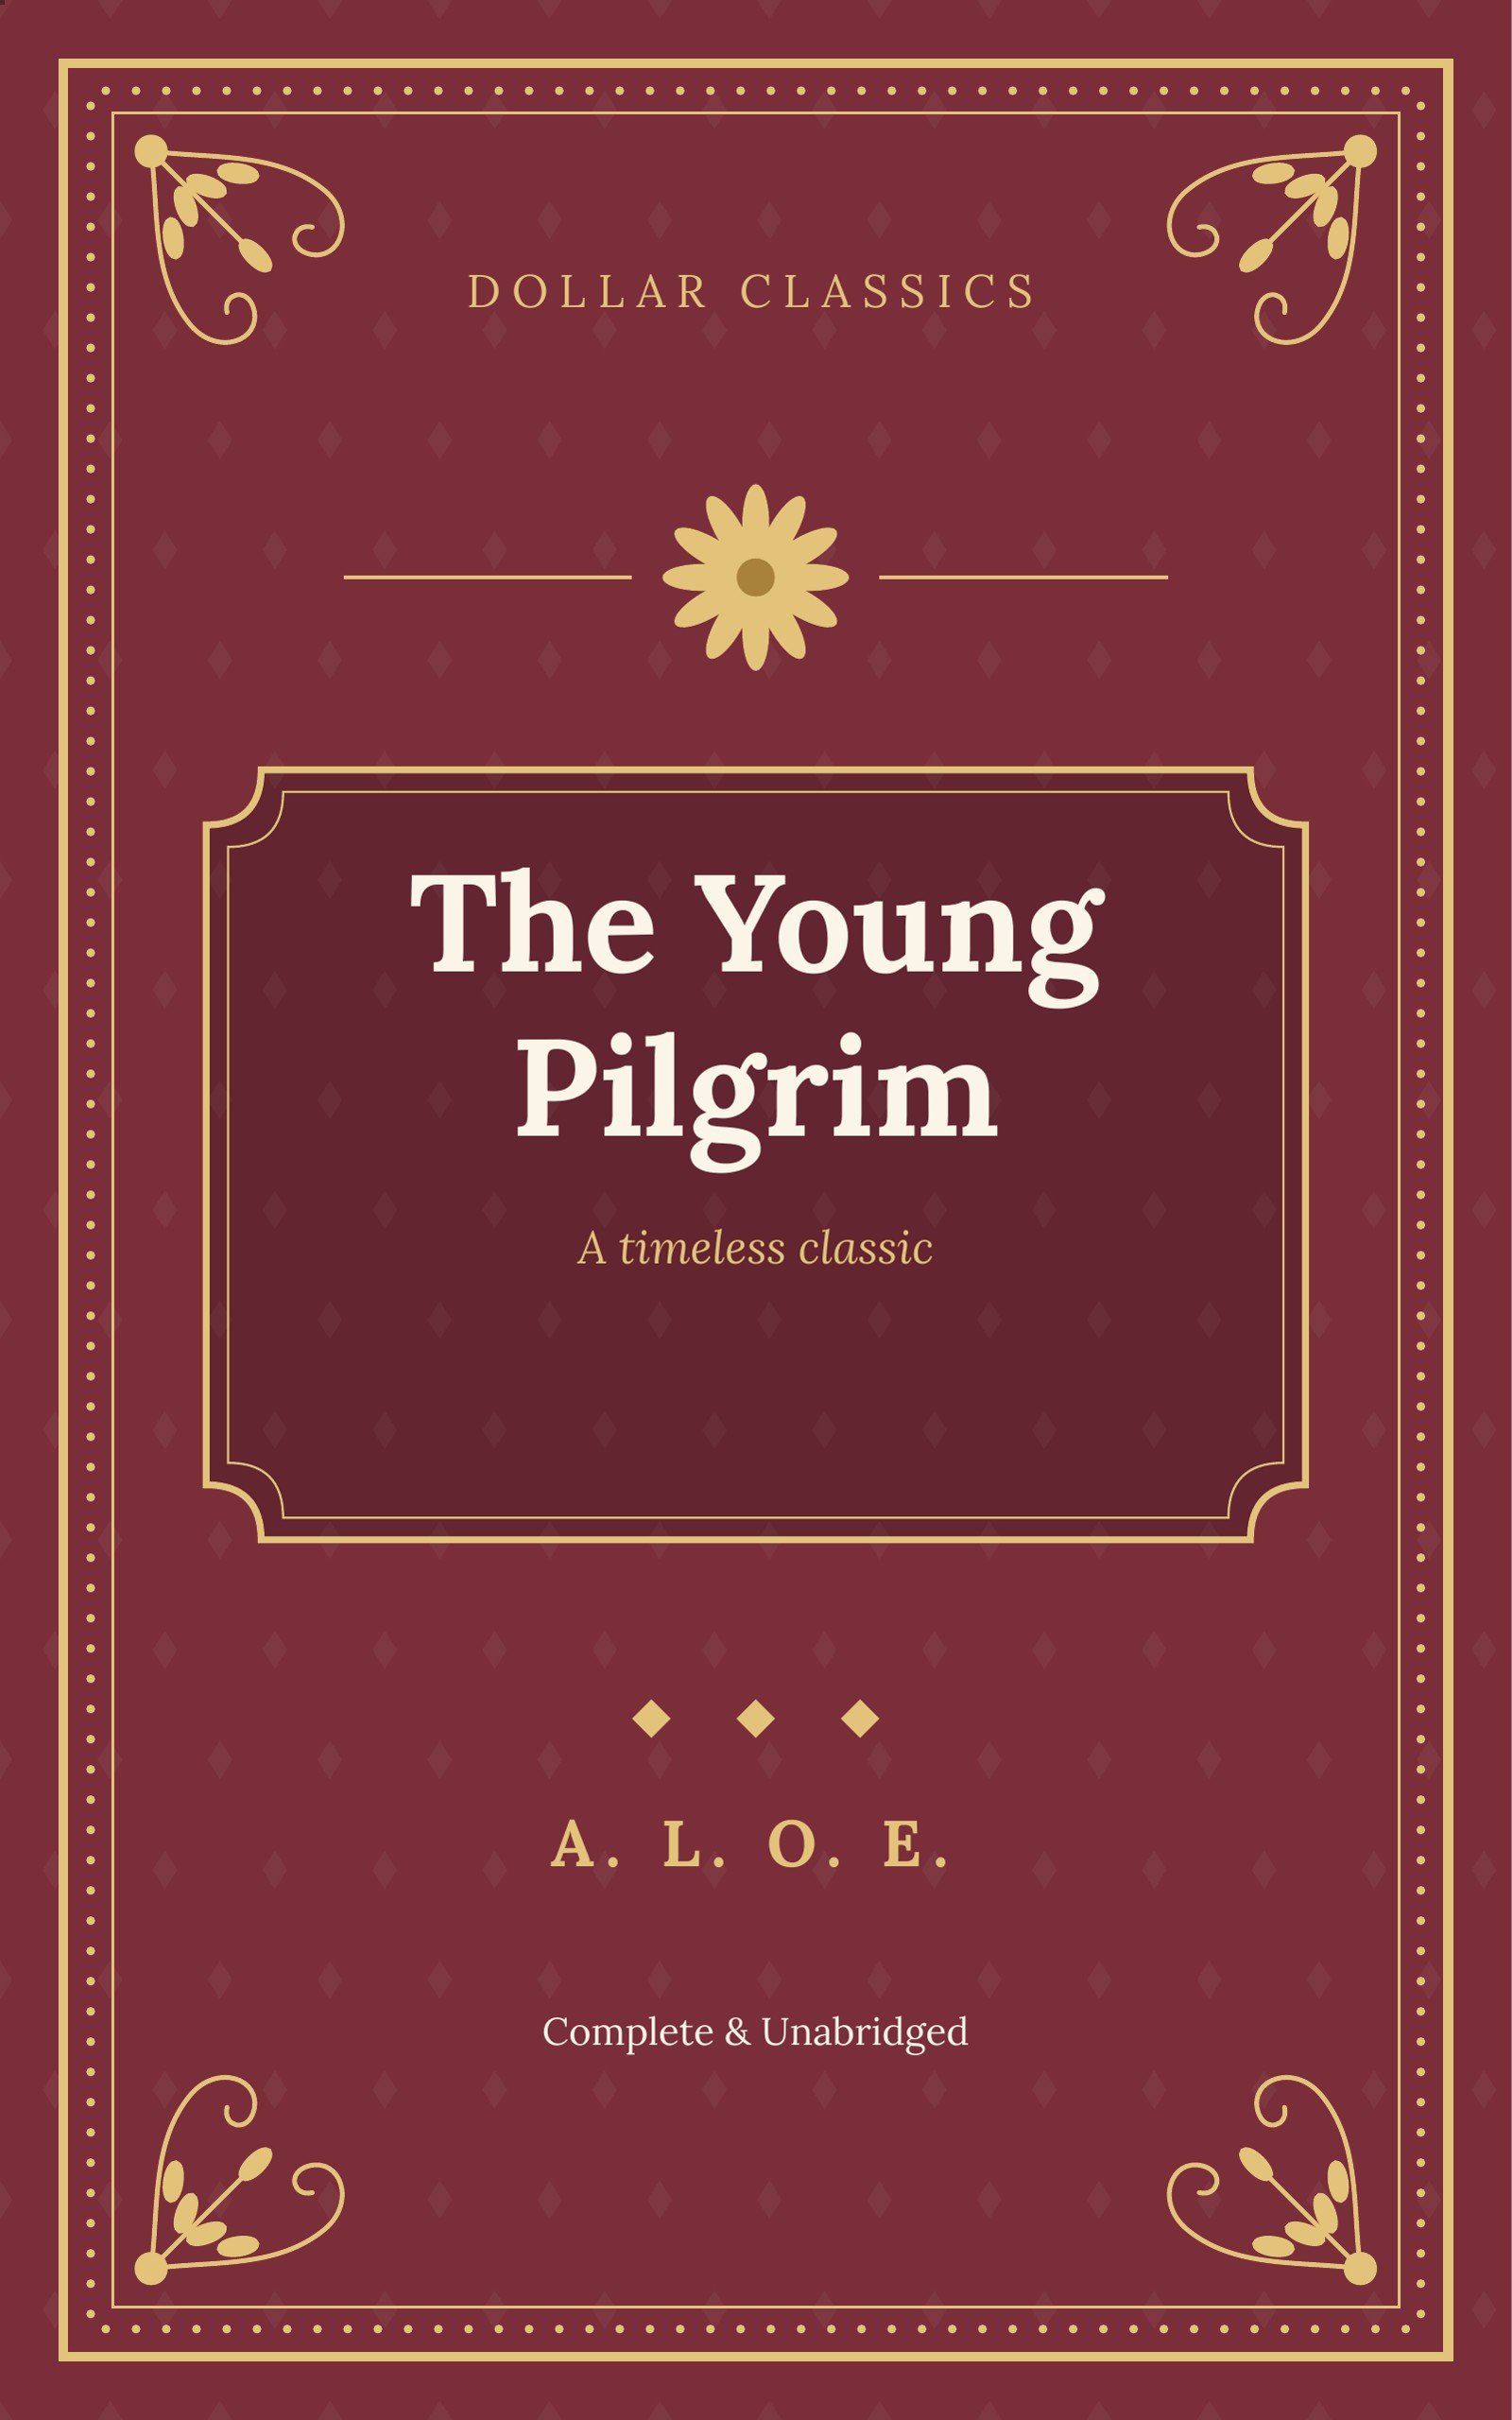 DOLLAR CLASSICS
The Young
Pilgrim
A timeless classic
A. L. O. E.
Complete & Unabridged